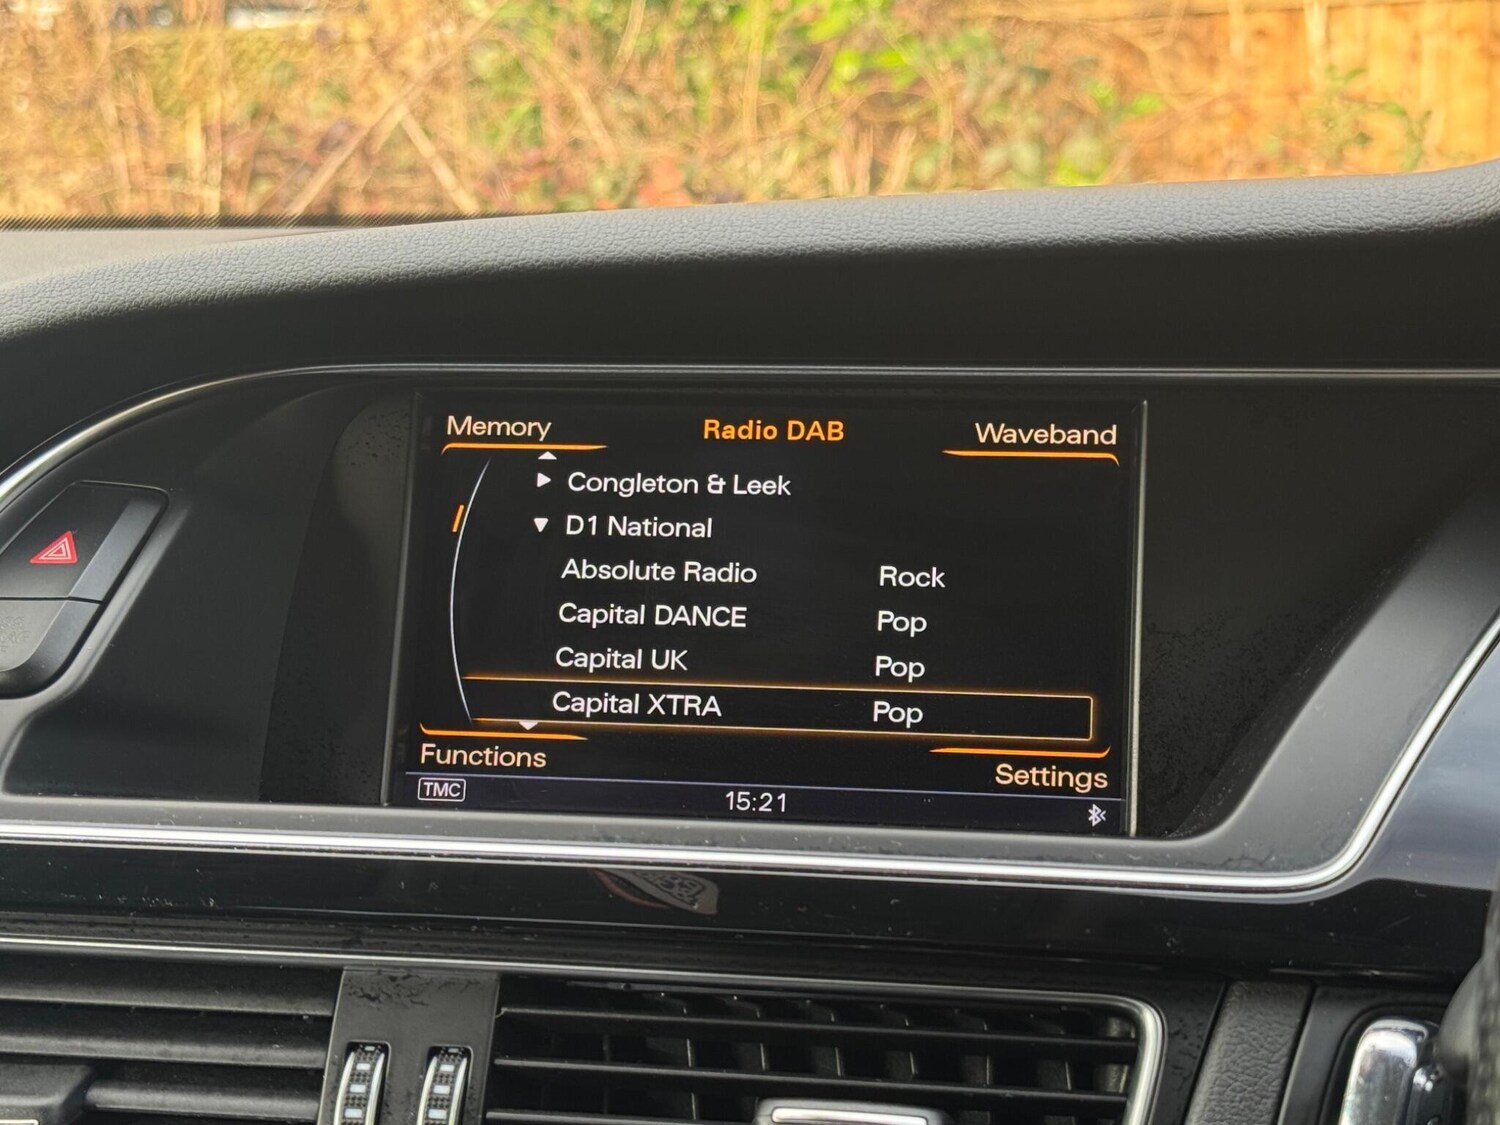 Memory Radio DAB Waveband
Congleton & Leek
D1 National
Absolute Radio Rock
Capital DANCE Pop
Capital UK Pop
Capital XTRA Pop
Functions Settings
TMC 15:21